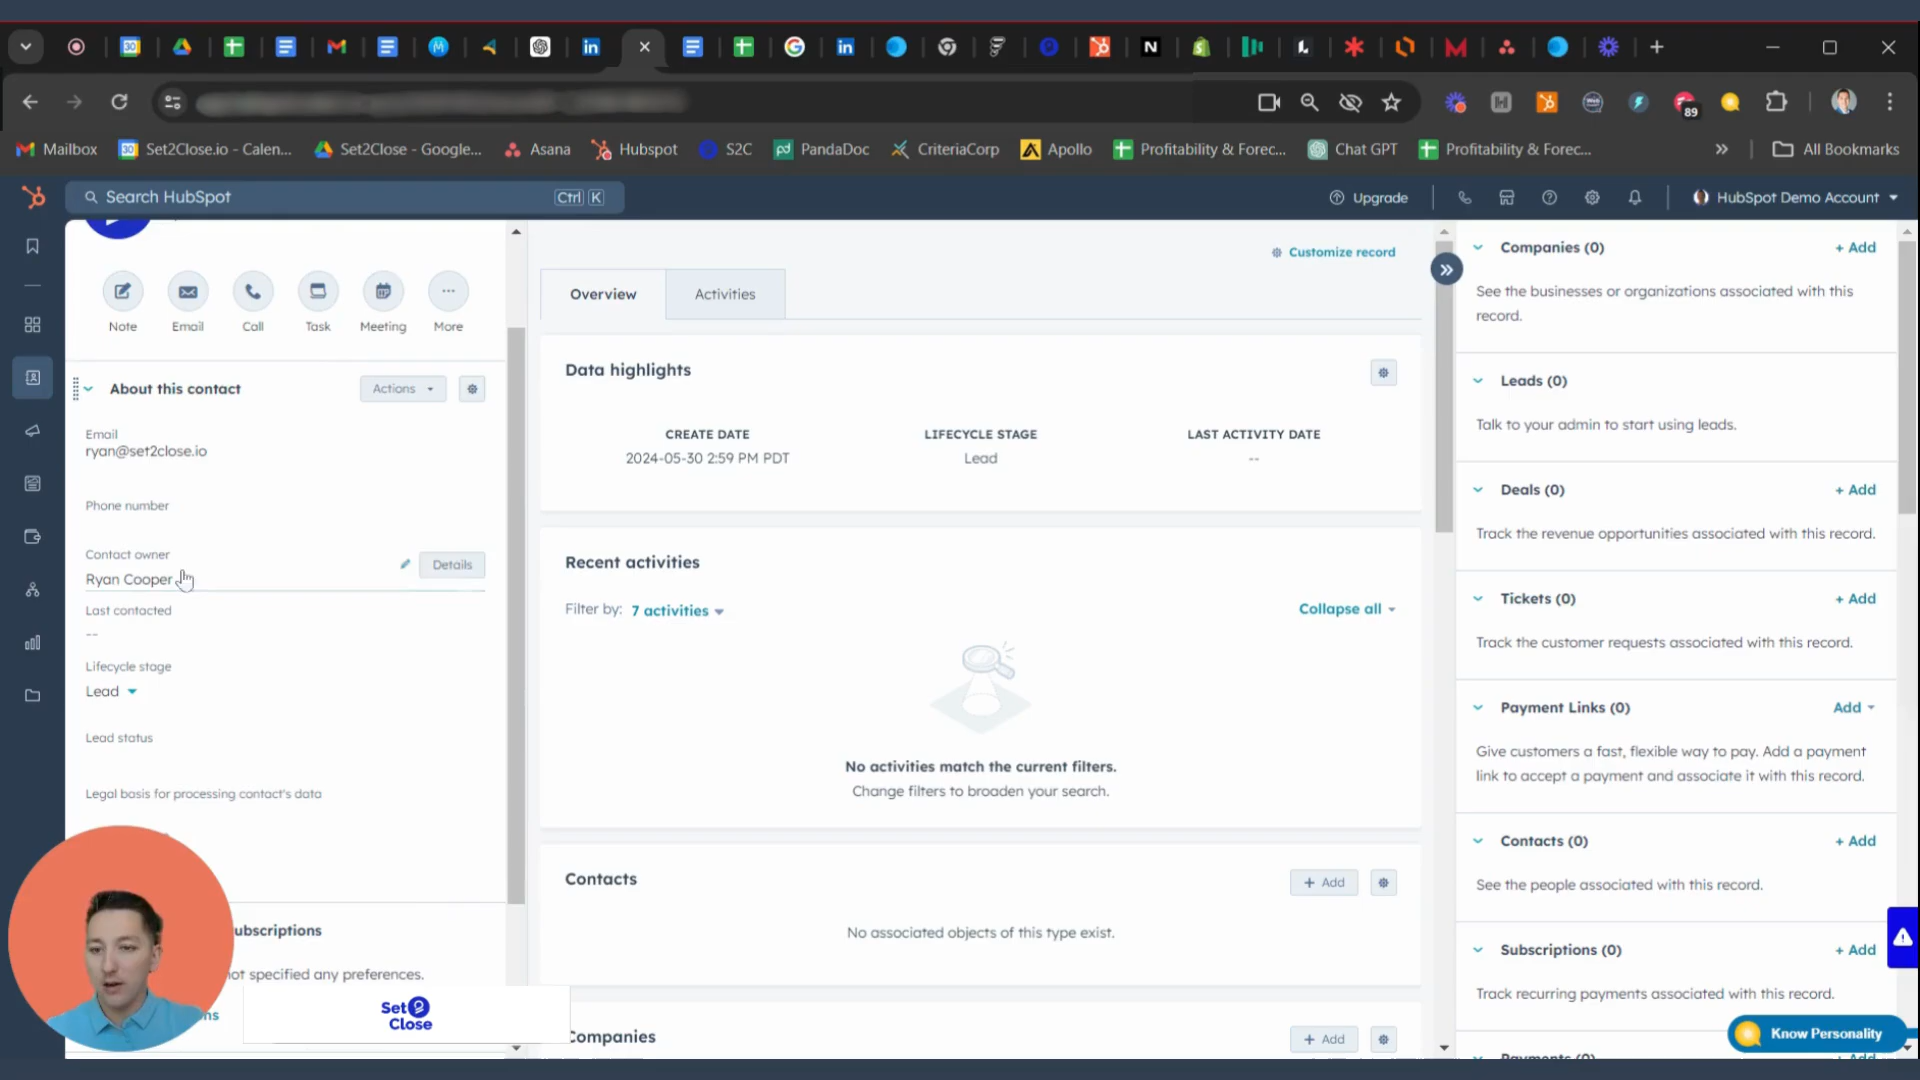 89
Mailbox
Set2Close.io - Calen...
Set2Close - Google...
Asana
Hubspot
S2C
PandaDoc
CriteriaCorp
Apollo
Profitability & Forec...
Chat GPT
Profitability & Forec...
All Bookmarks
Search HubSpot
Ctrl K
Upgrade
HubSpot Demo Account
Note
Email
Call
Task
Meeting
More
About this contact
Actions
Email
ryan@set2close.io
Phone number
Contact owner
Ryan Cooper
Details
Last contacted
--
Lifecycle stage
Lead
Lead status
Legal basis for processing contact's data
ubscriptions
not specified any preferences.
ns
Set2
Close
Customize record
Overview
Activities
Data highlights
CREATE DATE
2024-05-30 2:59 PM PDT
LIFECYCLE STAGE
Lead
LAST ACTIVITY DATE
--
Recent activities
Filter by: 7 activities
Collapse all
No activities match the current filters.
Change filters to broaden your search.
Contacts
+ Add
No associated objects of this type exist.
Companies
+ Add
Companies (0)
+ Add
See the businesses or organizations associated with this
record.
Leads (0)
Talk to your admin to start using leads.
Deals (0)
+ Add
Track the revenue opportunities associated with this record.
Tickets (0)
+ Add
Track the customer requests associated with this record.
Payment Links (0)
Add
Give customers a fast, flexible way to pay. Add a payment
link to accept a payment and associate it with this record.
Contacts (0)
+ Add
See the people associated with this record.
Subscriptions (0)
+ Add
Track recurring payments associated with this record.
Know Personality
Payments (0)
+ Add